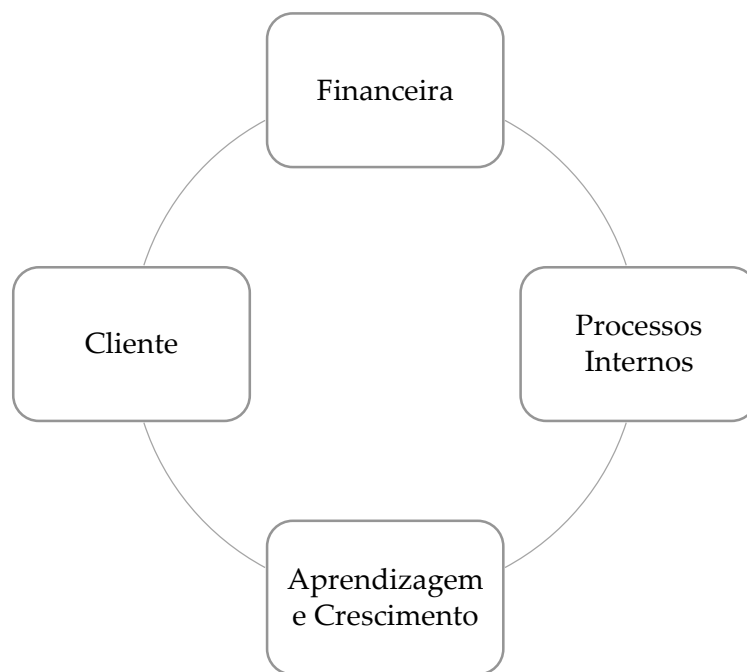 Financeira
Cliente
Processos
Internos
Aprendizagem
e Crescimento